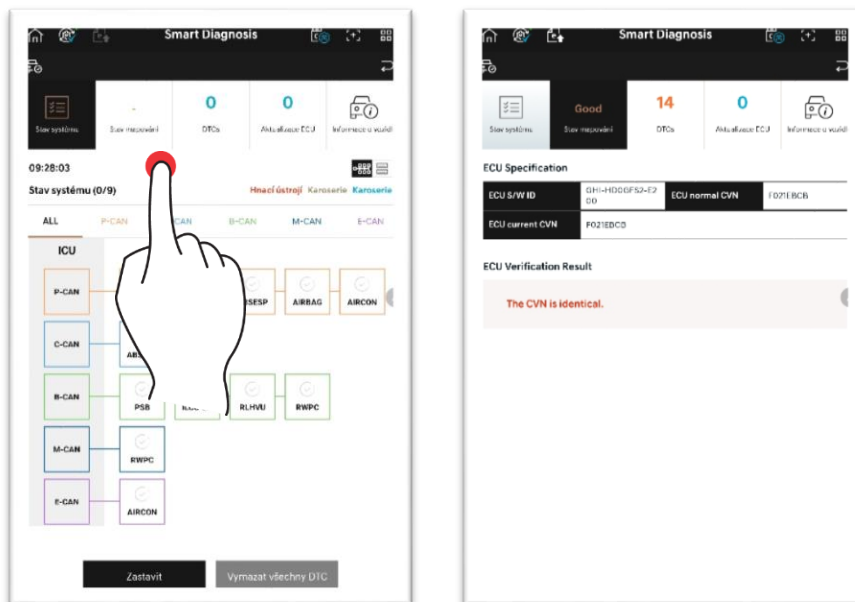 Smart Diagnosis
-
0
0
Stav systému
Stav mapování
DTCs
Aktualizace ECU
Informace o vozidl
09:28:03
Stav systému (0/9)
Hnací ústrojí Karoserie Karoserie
ALL
P-CAN
CAN
B-CAN
M-CAN
E-CAN
ICU
P-CAN
SESP
AIRBAG
AIRCON
C-CAN
ABS
B-CAN
PSB
RLHVU
RWPC
M-CAN
RWPC
E-CAN
AIRCON
Zastavit
Vymazat všechny DTC
Smart Diagnosis
Good
14
0
Stav systému
Stav mapování
DTCs
Aktualizace ECU
Informace o vozidl
ECU Specification
ECU S/W ID
ECU normal CVN
F021EBCB
ECU current CVN
ECU Verification Result
The CVN is identical.